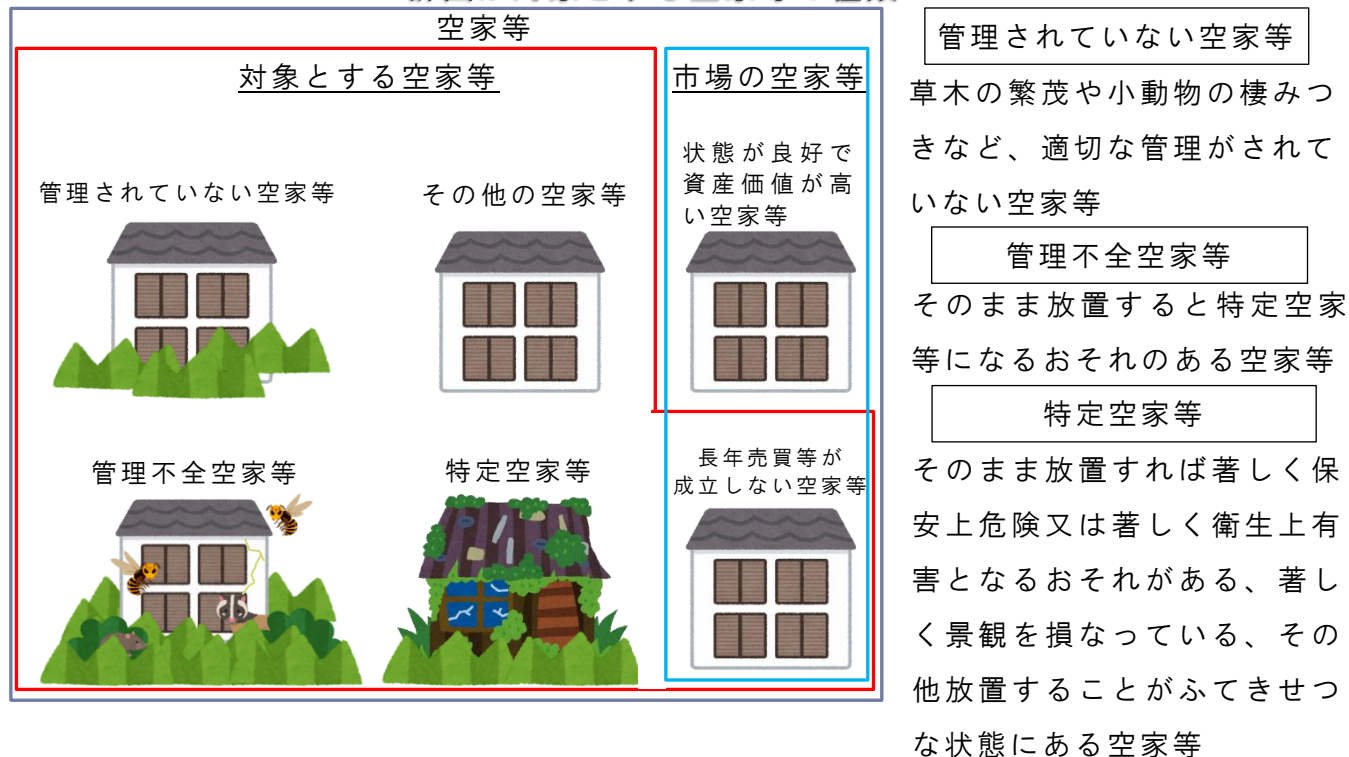 空家等
対象とする空家等
市場の空家等
管理されていない空家等
その他の空家等
状態が良好で
資産価値が高
い空家等
管理不全空家等
特定空家等
長年売買等が
成立しない空家等
管理されていない空家等
草木の繁茂や小動物の棲みつ
きなど、適切な管理がされて
いない空家等
管理不全空家等
そのまま放置すると特定空家
等になるおそれのある空家等
特定空家等
そのまま放置すれば著しく保
安上危険又は著しく衛生上有
害となるおそれがある、著し
く景観を損なっている、その
他放置することがふてきせつ
な状態にある空家等